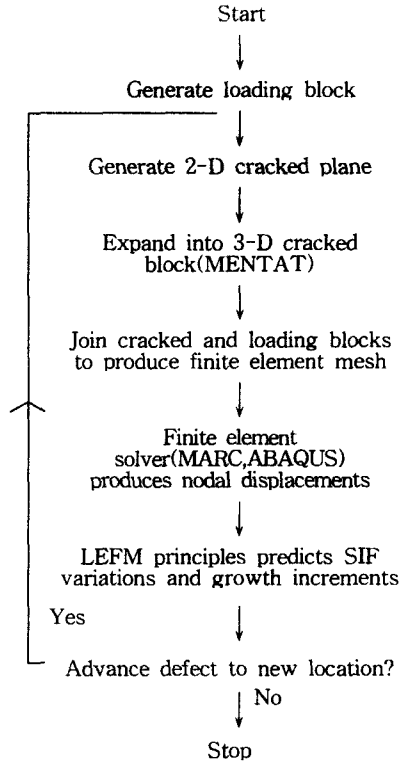 Start
Generate loading block
Generate 2-D cracked plane
Expand into 3-D cracked
block(MENTAT)
Join cracked and loading blocks
to produce finite element mesh
Finite element
solver(MARC,ABAQUS)
produces nodal displacements
LEFM principles predicts SIF
variations and growth increments
Yes
Advance defect to new location?
No
Stop